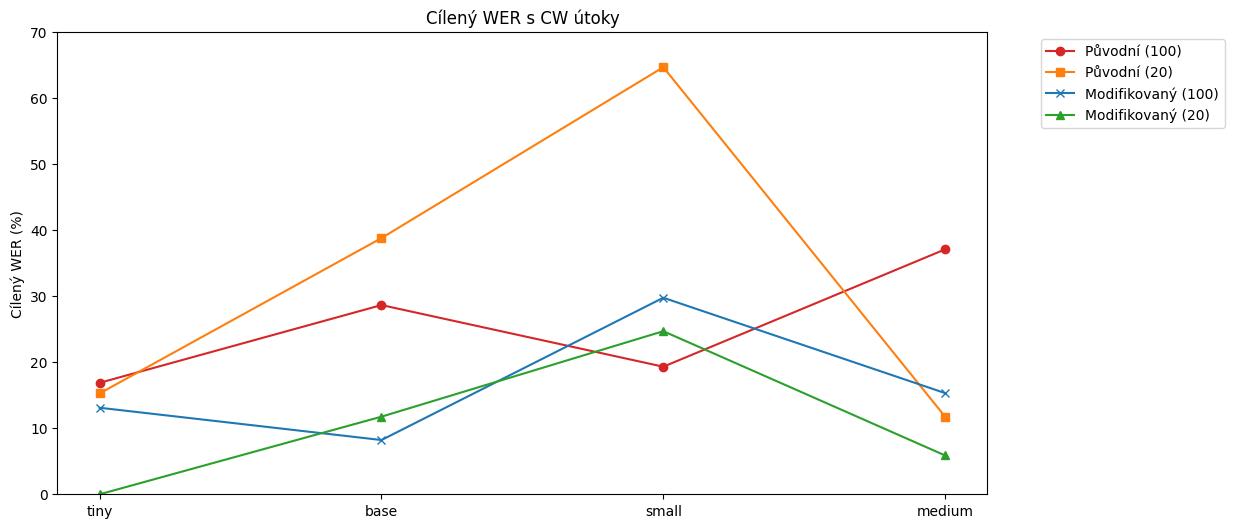 Cílený WER s CW útoky
Cílený WER (%)
70
60
50
40
30
20
10
0
tiny
base
small
medium
Původní (100)
Původní (20)
Modifikovaný (100)
Modifikovaný (20)